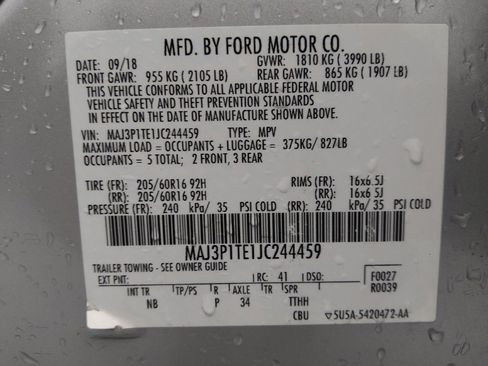 MFD. BY FORD MOTOR CO.
DATE: 09/18 GVWR: 1810 KG ( 3990 LB)
FRONT GAWR: 955 KG ( 2105 LB) REAR GAWR: 865 KG ( 1907 LB)
THIS VEHICLE CONFORMS TO ALL APPLICABLE FEDERAL MOTOR
VEHICLE SAFETY AND THEFT PREVENTION STANDARDS
IN EFFECT ON THE DATE OF MANUFACTURE SHOWN ABOVE.
VIN: MAJ3P1TE1JC244459 TYPE: MPV
MAXIMUM LOAD = OCCUPANTS + LUGGAGE = 375KG/ 827LB
OCCUPANTS = 5 TOTAL; 2 FRONT, 3 REAR
TIRE (FR): 205/60R16 92H RIMS (FR): 16x6.5J
(RR): 205/60R16 92H (RR): 16x6.5J
PRESSURE (FR): 240 kPa/ 35 PSI COLD (RR): 240 kPa/ 35 PSI COLD
MAJ3P1TE1JC244459
TRAILER TOWING - SEE OWNER GUIDE
EXT PNT: RC: 41 DSO: F0027
R0039
INT TR TP/PS R AXLE TR SPR
NB P 34 TTHH
CBU ▽5U5A-5420472-AA